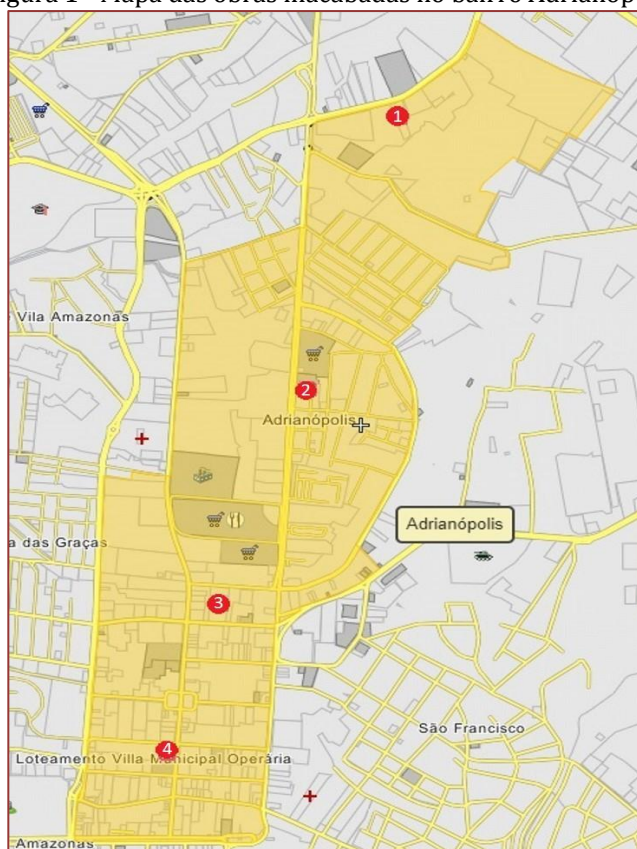 Figura 1 - Mapa das obras inacabadas no bairro Adrianóp
1
Vila Amazonas
2
Adrianópolis
Adrianópolis
a das Graças
3
São Francisco
4
Loteamento Villa Municipal Operária
Amazonas